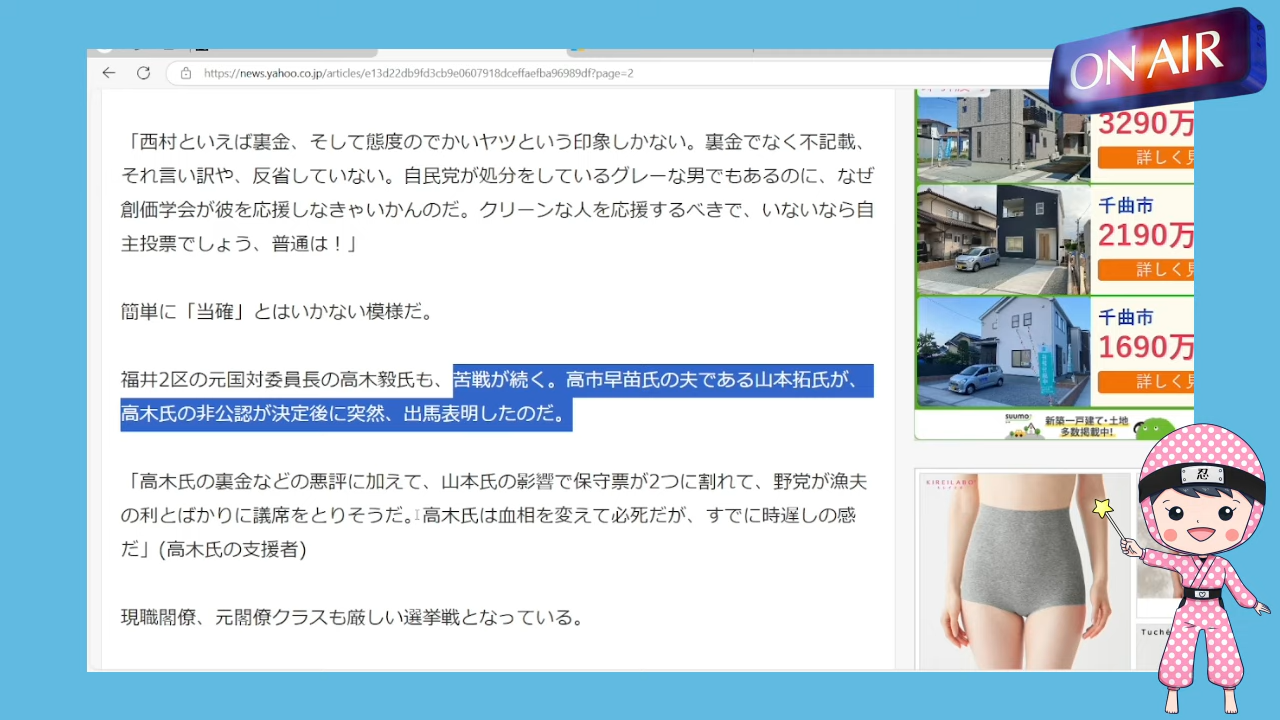 https://news.yahoo.co.jp/articles/e13d22db9fd3cb9e0607918dceffaefba96989df?page=2
ON AIR
「西村といえば裏金、そして態度のでかいヤツという印象しかない。裏金でなく不記載、
それ言い訳や、反省していない。自民党が処分をしているグレーな男でもあるのに、なぜ
創価学会が彼を応援しなきゃいかんのだ。クリーンな人を応援するべきで、いないなら自
主投票でしょう、普通は！」
簡単に「当確」とはいかない模様だ。
福井2区の元国対委員長の高木毅氏も、苦戦が続く。高市早苗氏の夫である山本拓氏が、
高木氏の非公認が決定後に突然、出馬表明したのだ。
「高木氏の裏金などの悪評に加えて、山本氏の影響で保守票が2つに割れて、野党が漁夫
の利とばかりに議席をとりそうだ。高木氏は血相を変えて必死だが、すでに時遅しの感
だ」(高木氏の支援者)
現職閣僚、元閣僚クラスも厳しい選挙戦となっている。
3290万
詳しく見
千曲市
2190万
詳しく見
千曲市
1690万
詳しく見
suumo
新築一戸建て・土地
多数掲載中!
KIREILABO
忍
Tuche